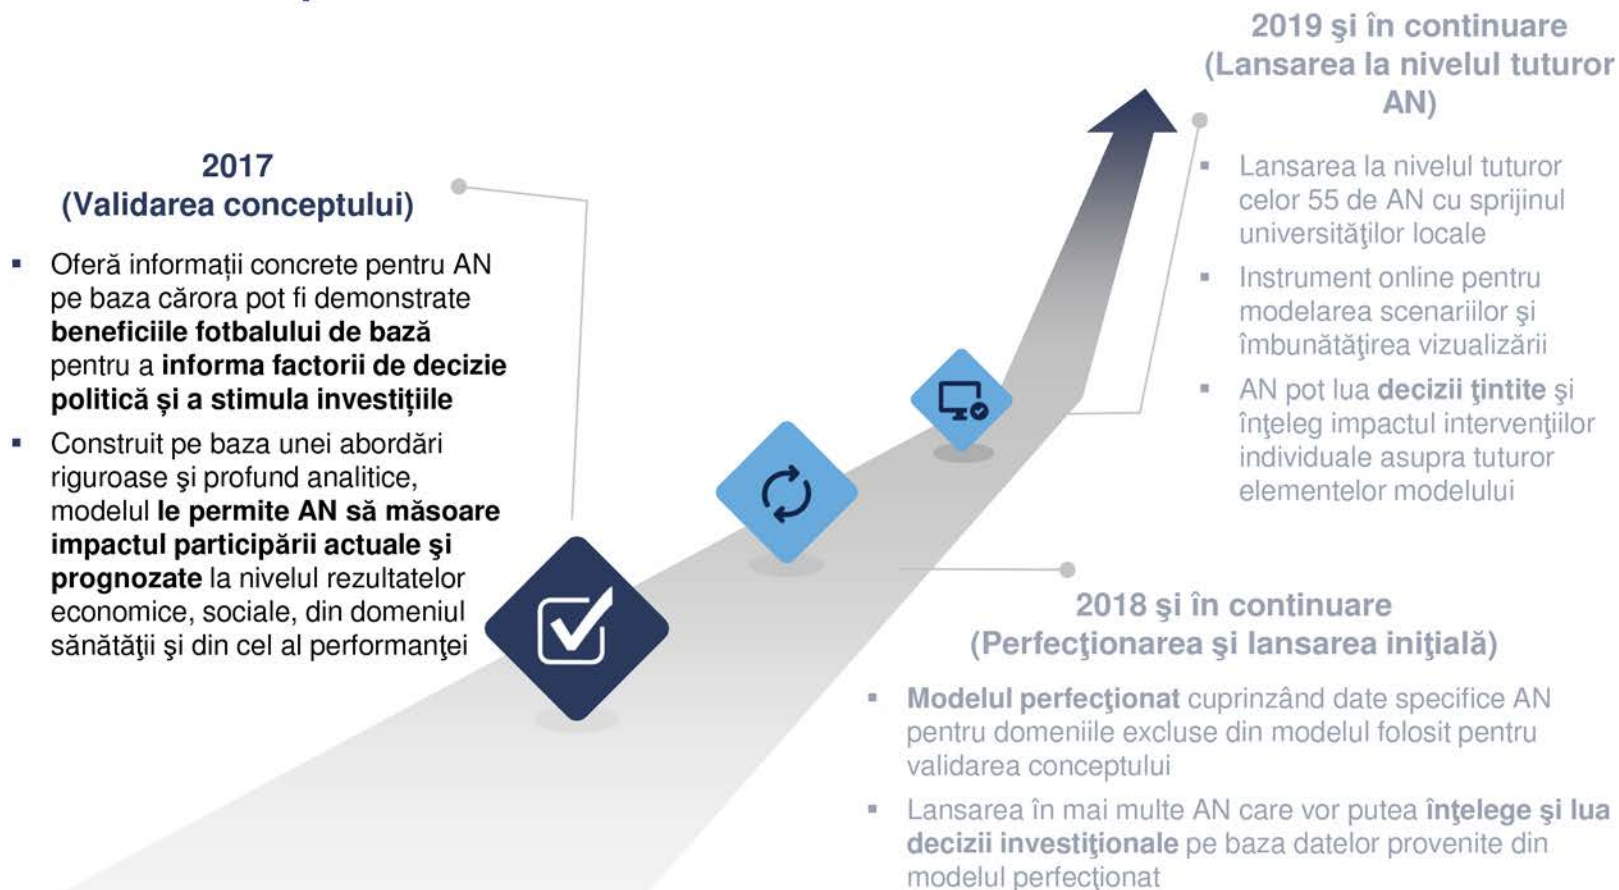 2017
(Validarea conceptului)
▪ Oferă informații concrete pentru AN
pe baza cărora pot fi demonstrate
beneficiile fotbalului de bază
pentru a informa factorii de decizie
politică și a stimula investițiile
▪ Construit pe baza unei abordări
riguroase şi profund analitice,
modelul le permite AN să măsoare
impactul participării actuale şi
prognozate la nivelul rezultatelor
economice, sociale, din domeniul
sănătăţii şi din cel al performanţei
2018 şi în continuare
(Perfecţionarea şi lansarea iniţială)
▪ Modelul perfecţionat cuprinzând date specifice AN
pentru domeniile excluse din modelul folosit pentru
validarea conceptului
▪ Lansarea în mai multe AN care vor putea înţelege şi lua
decizii investiţionale pe baza datelor provenite din
modelul perfecţionat
2019 şi în continuare
(Lansarea la nivelul tuturor
AN)
▪ Lansarea la nivelul tuturor
celor 55 de AN cu sprijinul
universităţilor locale
▪ Instrument online pentru
modelarea scenariilor şi
îmbunătăţirea vizualizării
▪ AN pot lua decizii ţintite şi
înţeleg impactul intervenţiilor
individuale asupra tuturor
elementelor modelului